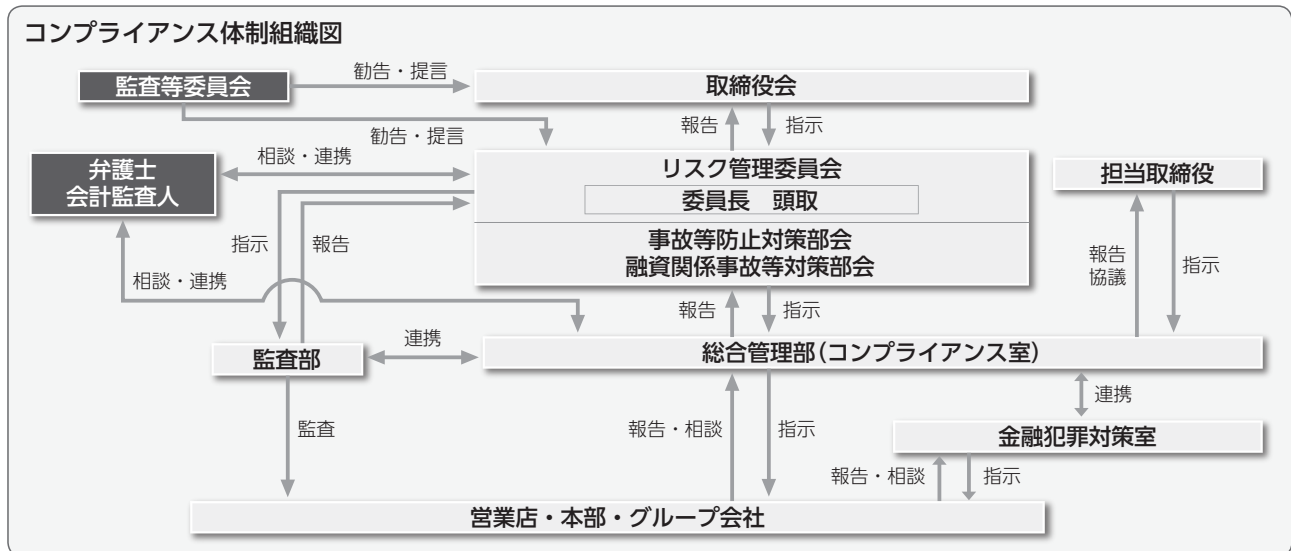 コンプライアンス体制組織図
監査等委員会
勧告・提言
取締役会
勧告・提言
報告
指示
相談・連携
弁護士
会計監査人
リスク管理委員会
委員長　頭取
担当取締役
事故等防止対策部会
融資関係事故等対策部会
指示
報告
相談・連携
報告
協議
指示
報告
指示
監査部
連携
総合管理部(コンプライアンス室)
連携
監査
報告・相談
指示
金融犯罪対策室
報告・相談
指示
営業店・本部・グループ会社